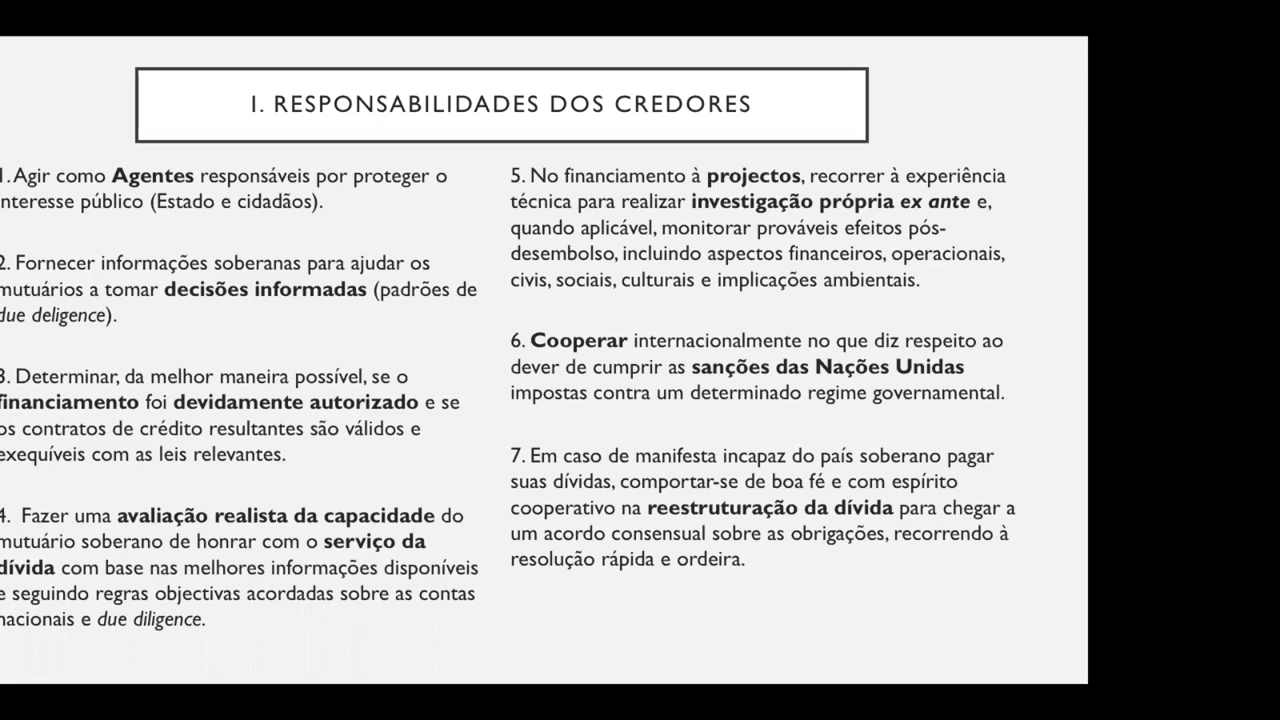 I. RESPONSABILIDADES DOS CREDORES
1. Agir como Agentes responsáveis por proteger o
interesse público (Estado e cidadãos).
2. Fornecer informações soberanas para ajudar os
mutuários a tomar decisões informadas (padrões de
due deligence).
3. Determinar, da melhor maneira possível, se o
financiamento foi devidamente autorizado e se
os contratos de crédito resultantes são válidos e
exequíveis com as leis relevantes.
4. Fazer uma avaliação realista da capacidade do
mutuário soberano de honrar com o serviço da
dívida com base nas melhores informações disponíveis
e seguindo regras objectivas acordadas sobre as contas
nacionais e due diligence.
5. No financiamento à projectos, recorrer à experiência
técnica para realizar investigação própria ex ante e,
quando aplicável, monitorar prováveis efeitos pós-
desembolso, incluindo aspectos financeiros, operacionais,
civis, sociais, culturais e implicações ambientais.
6. Cooperar internacionalmente no que diz respeito ao
dever de cumprir as sanções das Nações Unidas
impostas contra um determinado regime governamental.
7. Em caso de manifesta incapaz do país soberano pagar
suas dívidas, comportar-se de boa fé e com espírito
cooperativo na reestruturação da dívida para chegar a
um acordo consensual sobre as obrigações, recorrendo à
resolução rápida e ordeira.